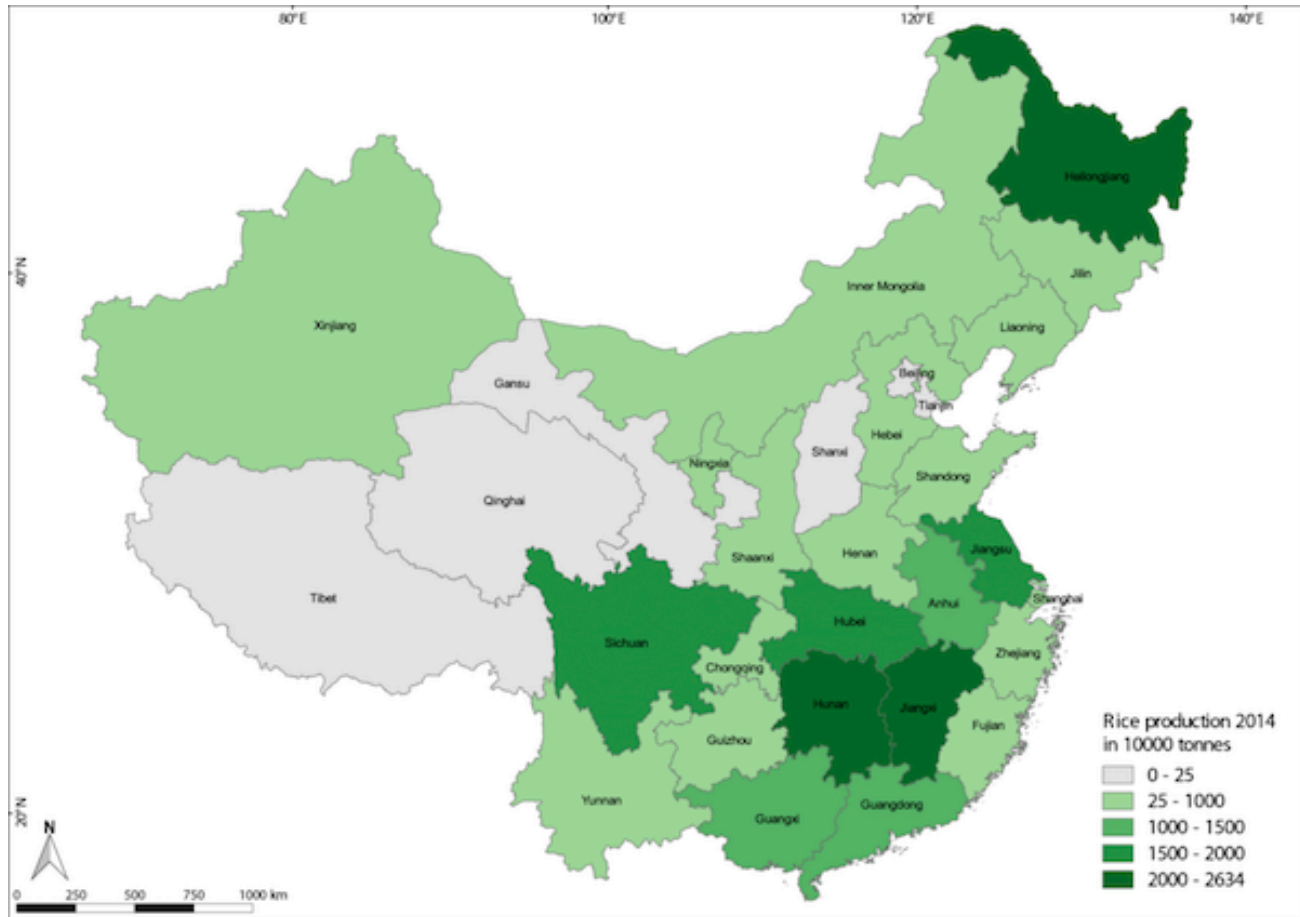 80°E 100°E 120°E 140°E
Heilongjiang
40°N
Jilin
Inner Mongolia
Xinjiang
Liaoning
Beijing
Gansu
Tianjin
Hebei
Shanxi
Ningxia
Shandong
Qinghai
Jiangsu
Shaanxi
Henan
Tibet
Shanghai
Anhui
Hubei
Sichuan
Zhejiang
Chongqing
Hunan
Jiangxi
Fujian
Guizhou
Yunnan
Guangdong
Guangxi
20°N
Rice production 2014
in 10000 tonnes
0 - 25
25 - 1000
1000 - 1500
1500 - 2000
2000 - 2634
N
0 250 500 750 1000 km